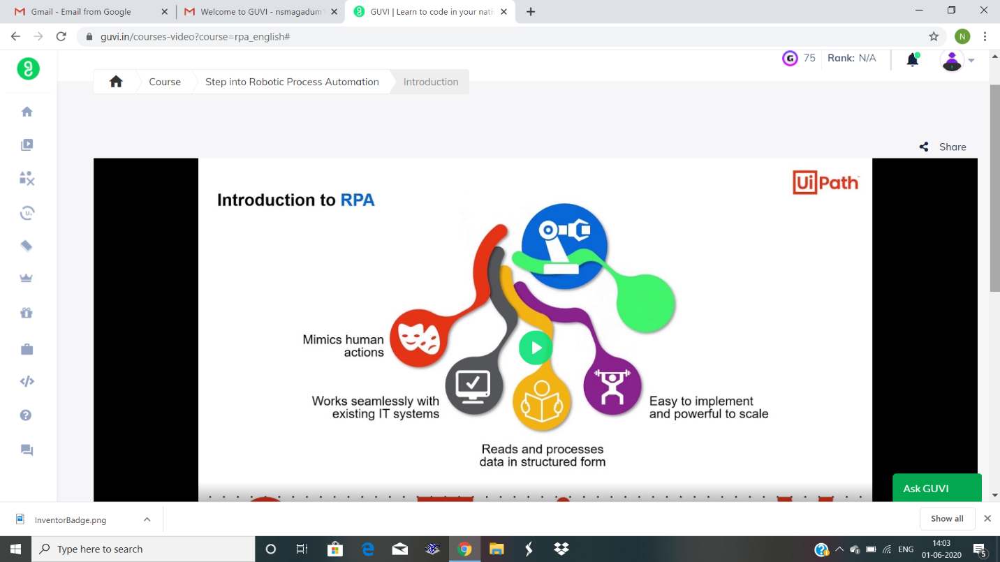 Gmail - Email from Google
Welcome to GUVI - nsmagadum
GUVI | Learn to code in your nati
guvi.in/courses-video?course=rpa_english#
N
G 75 Rank: N/A
Course
Step into Robotic Process Automation
Introduction
Share
UiPath
Introduction to RPA
Mimics human
actions
Works seamlessly with
existing IT systems
Reads and processes
data in structured form
Easy to implement
and powerful to scale
Ask GUVI
InventorBadge.png
Show all
Type here to search
ENG
14:03
01-06-2020
5